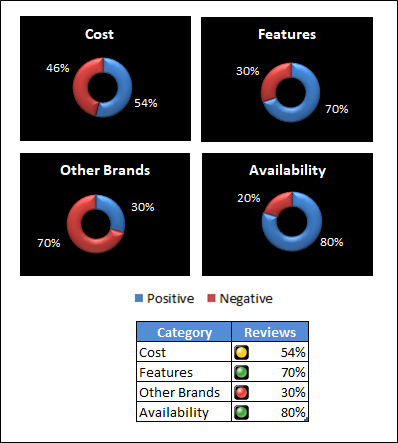 Cost
46%
54%
Features
30%
70%
Other Brands
30%
70%
Availability
20%
80%
Positive Negative
Category Reviews
Cost 54%
Features 70%
Other Brands 30%
Availability 80%